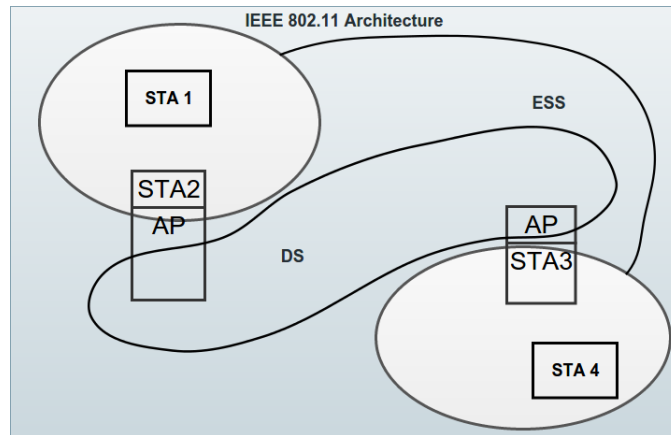 IEEE 802.11 Architecture
STA 1
ESS
STA2
AP
AP
DS
STA3
STA 4